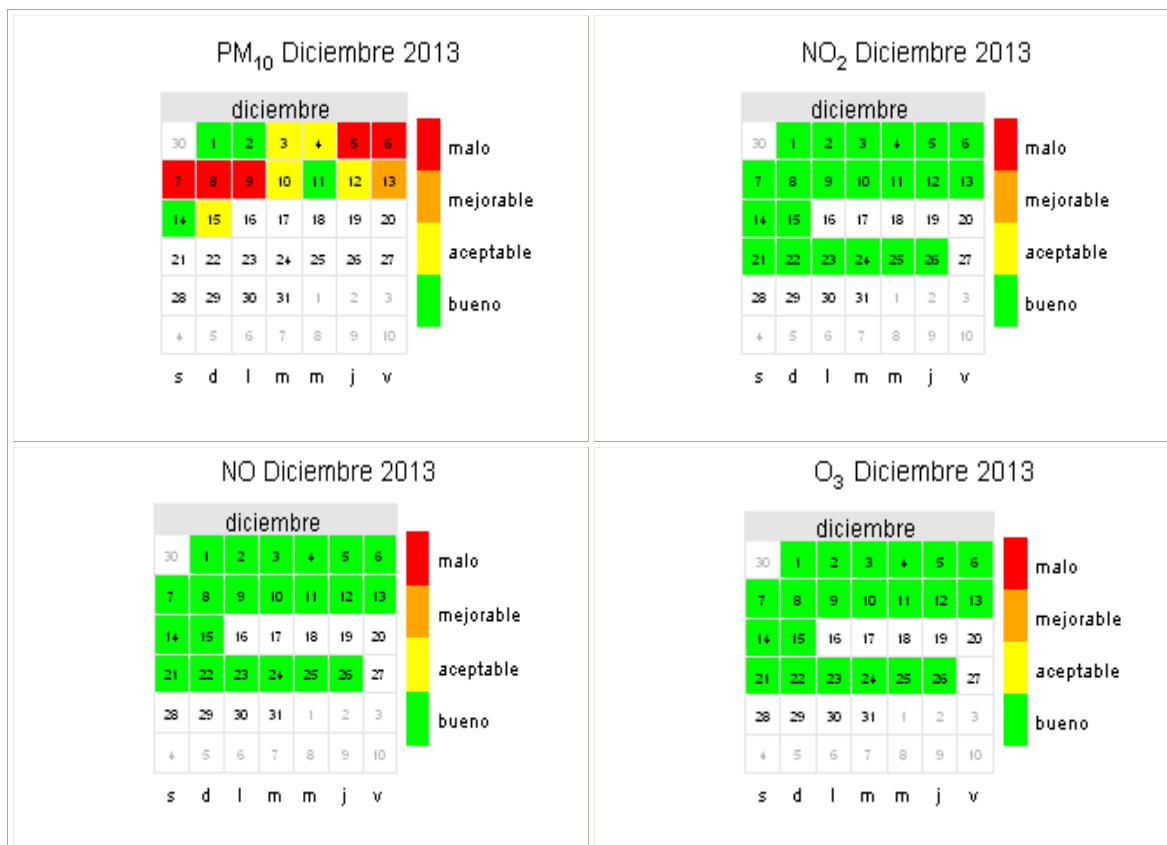 PM10 Diciembre 2013
diciembre
30 1 2 3 4 5 6
7 8 9 10 11 12 13
14 15 16 17 18 19 20
21 22 23 24 25 26 27
28 29 30 31 1 2 3
4 5 6 7 8 9 10
s d l m m j v
malo
mejorable
aceptable
bueno
NO2 Diciembre 2013
diciembre
30 1 2 3 4 5 6
7 8 9 10 11 12 13
14 15 16 17 18 19 20
21 22 23 24 25 26 27
28 29 30 31 1 2 3
4 5 6 7 8 9 10
s d l m m j v
malo
mejorable
aceptable
bueno
NO Diciembre 2013
diciembre
30 1 2 3 4 5 6
7 8 9 10 11 12 13
14 15 16 17 18 19 20
21 22 23 24 25 26 27
28 29 30 31 1 2 3
4 5 6 7 8 9 10
s d l m m j v
malo
mejorable
aceptable
bueno
O3 Diciembre 2013
diciembre
30 1 2 3 4 5 6
7 8 9 10 11 12 13
14 15 16 17 18 19 20
21 22 23 24 25 26 27
28 29 30 31 1 2 3
4 5 6 7 8 9 10
s d l m m j v
malo
mejorable
aceptable
bueno